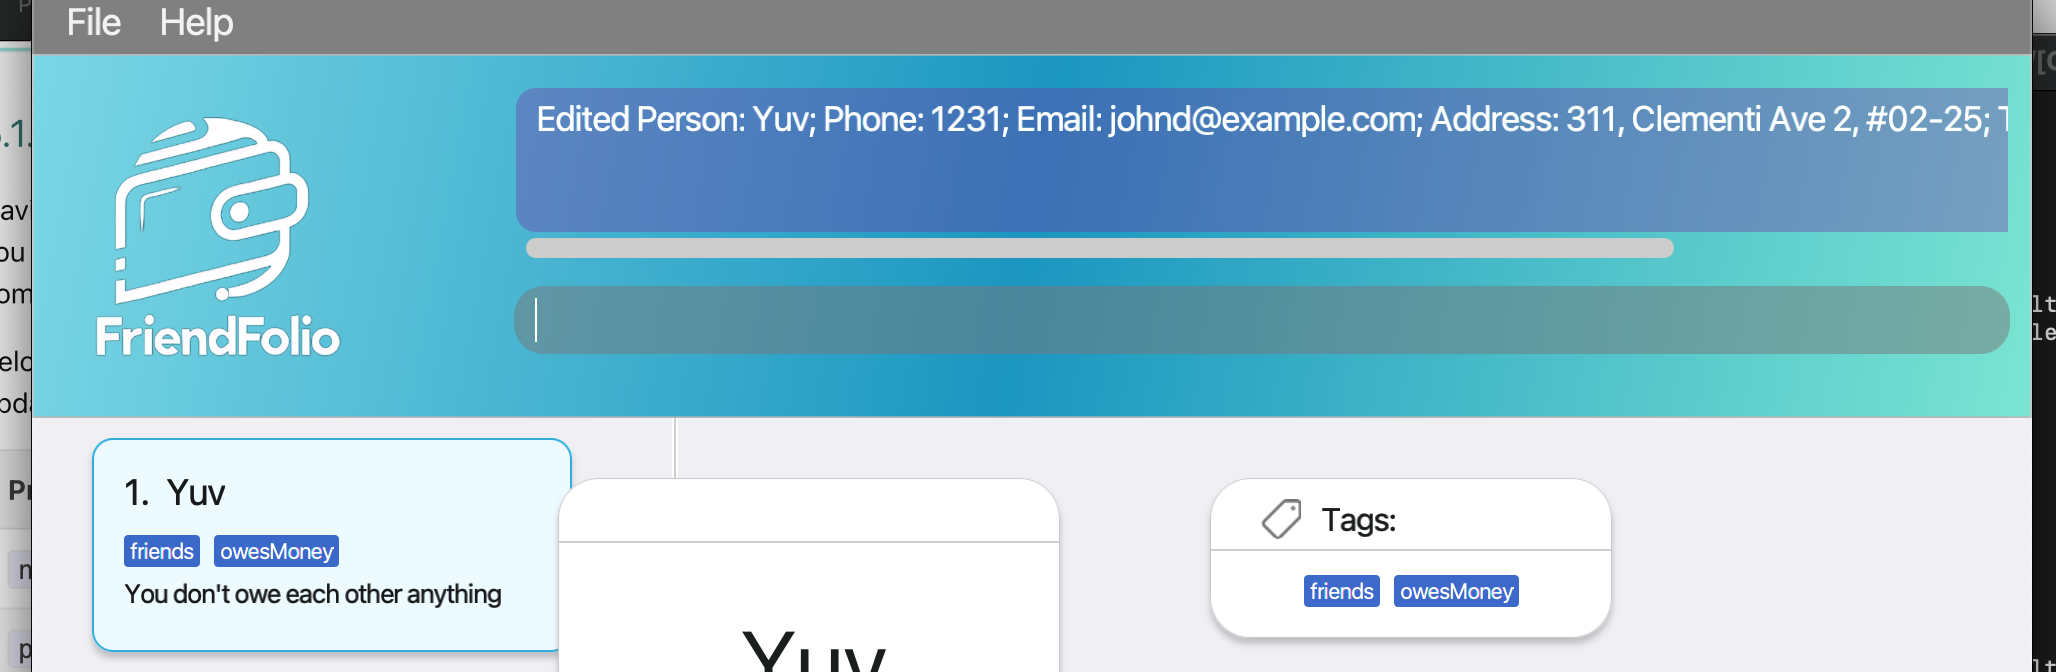 File Help
Edited Person: Yuv; Phone: 1231; Email: johnd@example.com; Address: 311, Clementi Ave 2, #02-25;
FriendFolio
1. Yuv
friends owesMoney
You don't owe each other anything
Yuv
Tags:
friends owesMoney